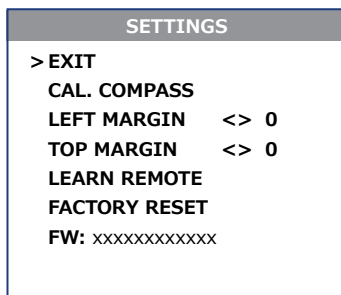 SETTINGS
> EXIT
CAL. COMPASS
LEFT MARGIN <> 0
TOP MARGIN <> 0
LEARN REMOTE
FACTORY RESET
FW: xxxxxxxxxxxx